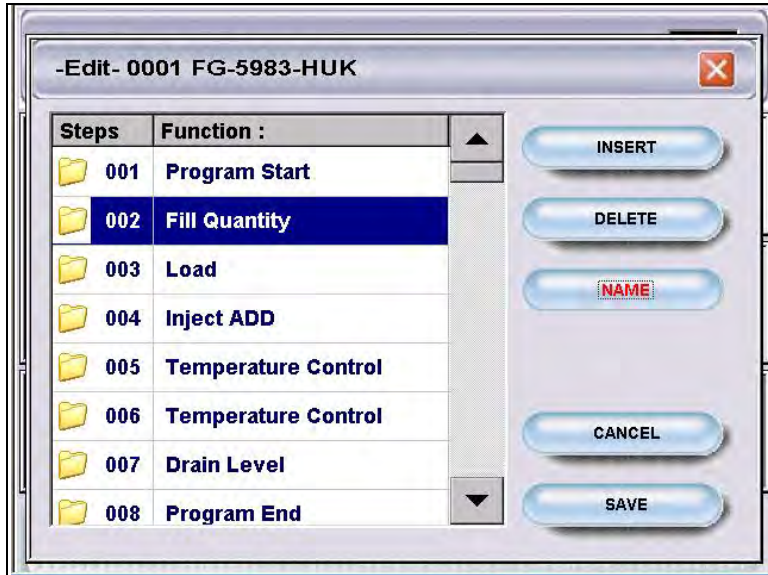 -Edit- 0001 FG-5983-HUK
Steps Function :
001 Program Start
002 Fill Quantity
003 Load
004 Inject ADD
005 Temperature Control
006 Temperature Control
007 Drain Level
008 Program End
INSERT
DELETE
NAME
CANCEL
SAVE